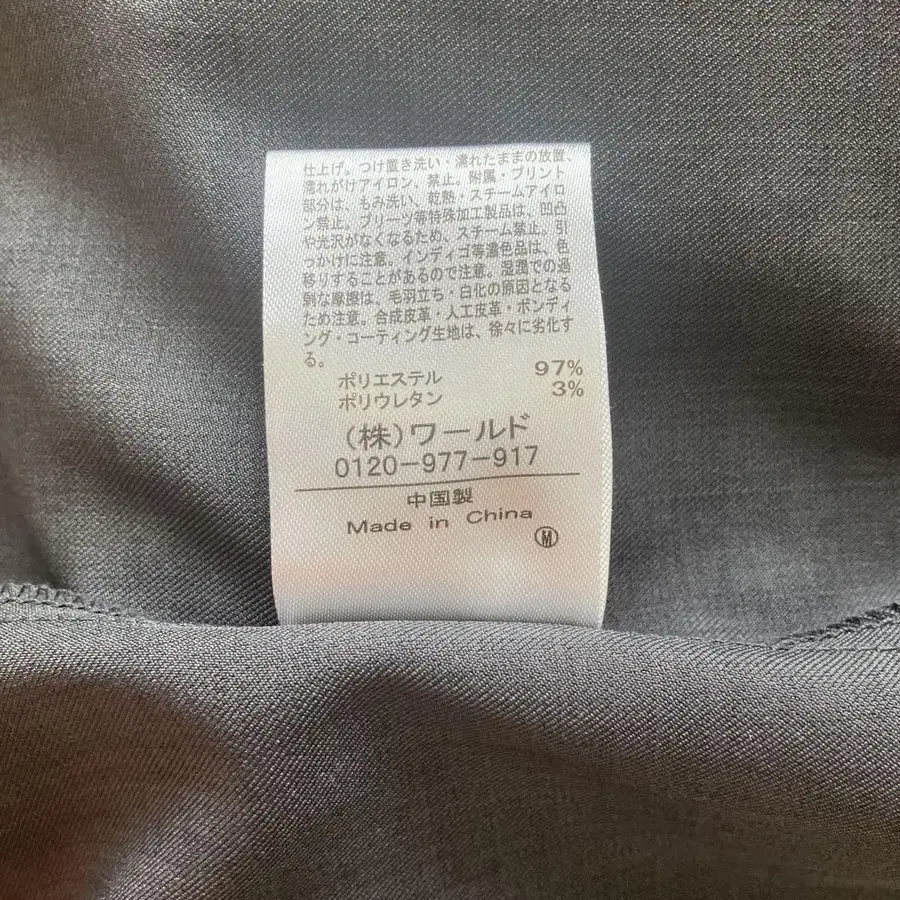 仕上げ。つけ置き洗い・濡れたままの放置、
濡れがけアイロン、禁止。附属・プリント
部分は、もみ洗い、乾熱・スチームアイロ
ン禁止。プリーツ等特殊加工製品は、凹凸
や光沢がなくなるため、スチーム禁止、引
っかけに注意。インディゴ等濃色品は、色
移りすることがあるので注意。湿潤での過
剰な摩擦は、毛羽立ち・白化の原因となる
ため注意。合成皮革・人工皮革・ボンディ
ング・コーティング生地は、徐々に劣化す
る。
ポリエステル 97%
ポリウレタン 3%
(株)ワールド
0120-977-917
中国製
Made in China
M